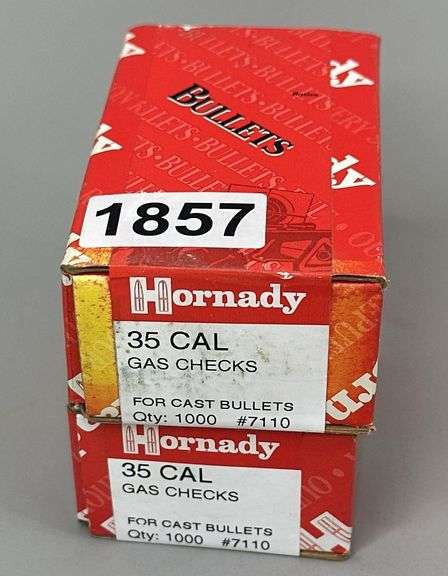 BULLETS
1857
Hornady
35 CAL
GAS CHECKS
FOR CAST BULLETS
Qty: 1000 #7110
Hornady
35 CAL
GAS CHECKS
FOR CAST BULLETS
Qty: 1000 #7110